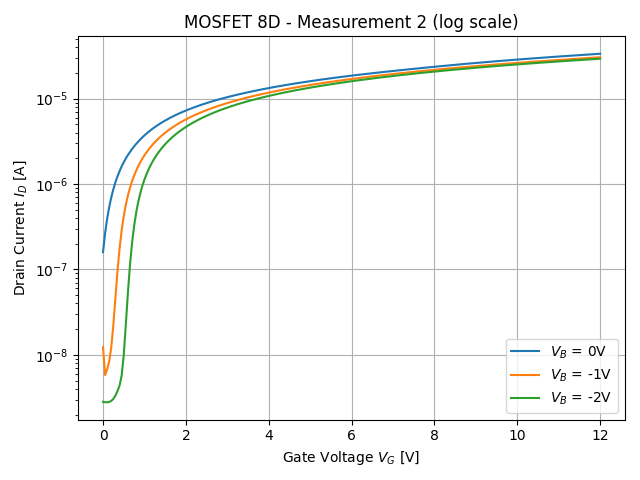 MOSFET 8D - Measurement 2 (log scale)
Drain Current I_D [A]
10⁻⁵
10⁻⁶
10⁻⁷
10⁻⁸
0 2 4 6 8 10 12
Gate Voltage V_G [V]
V_B = 0V
V_B = -1V
V_B = -2V